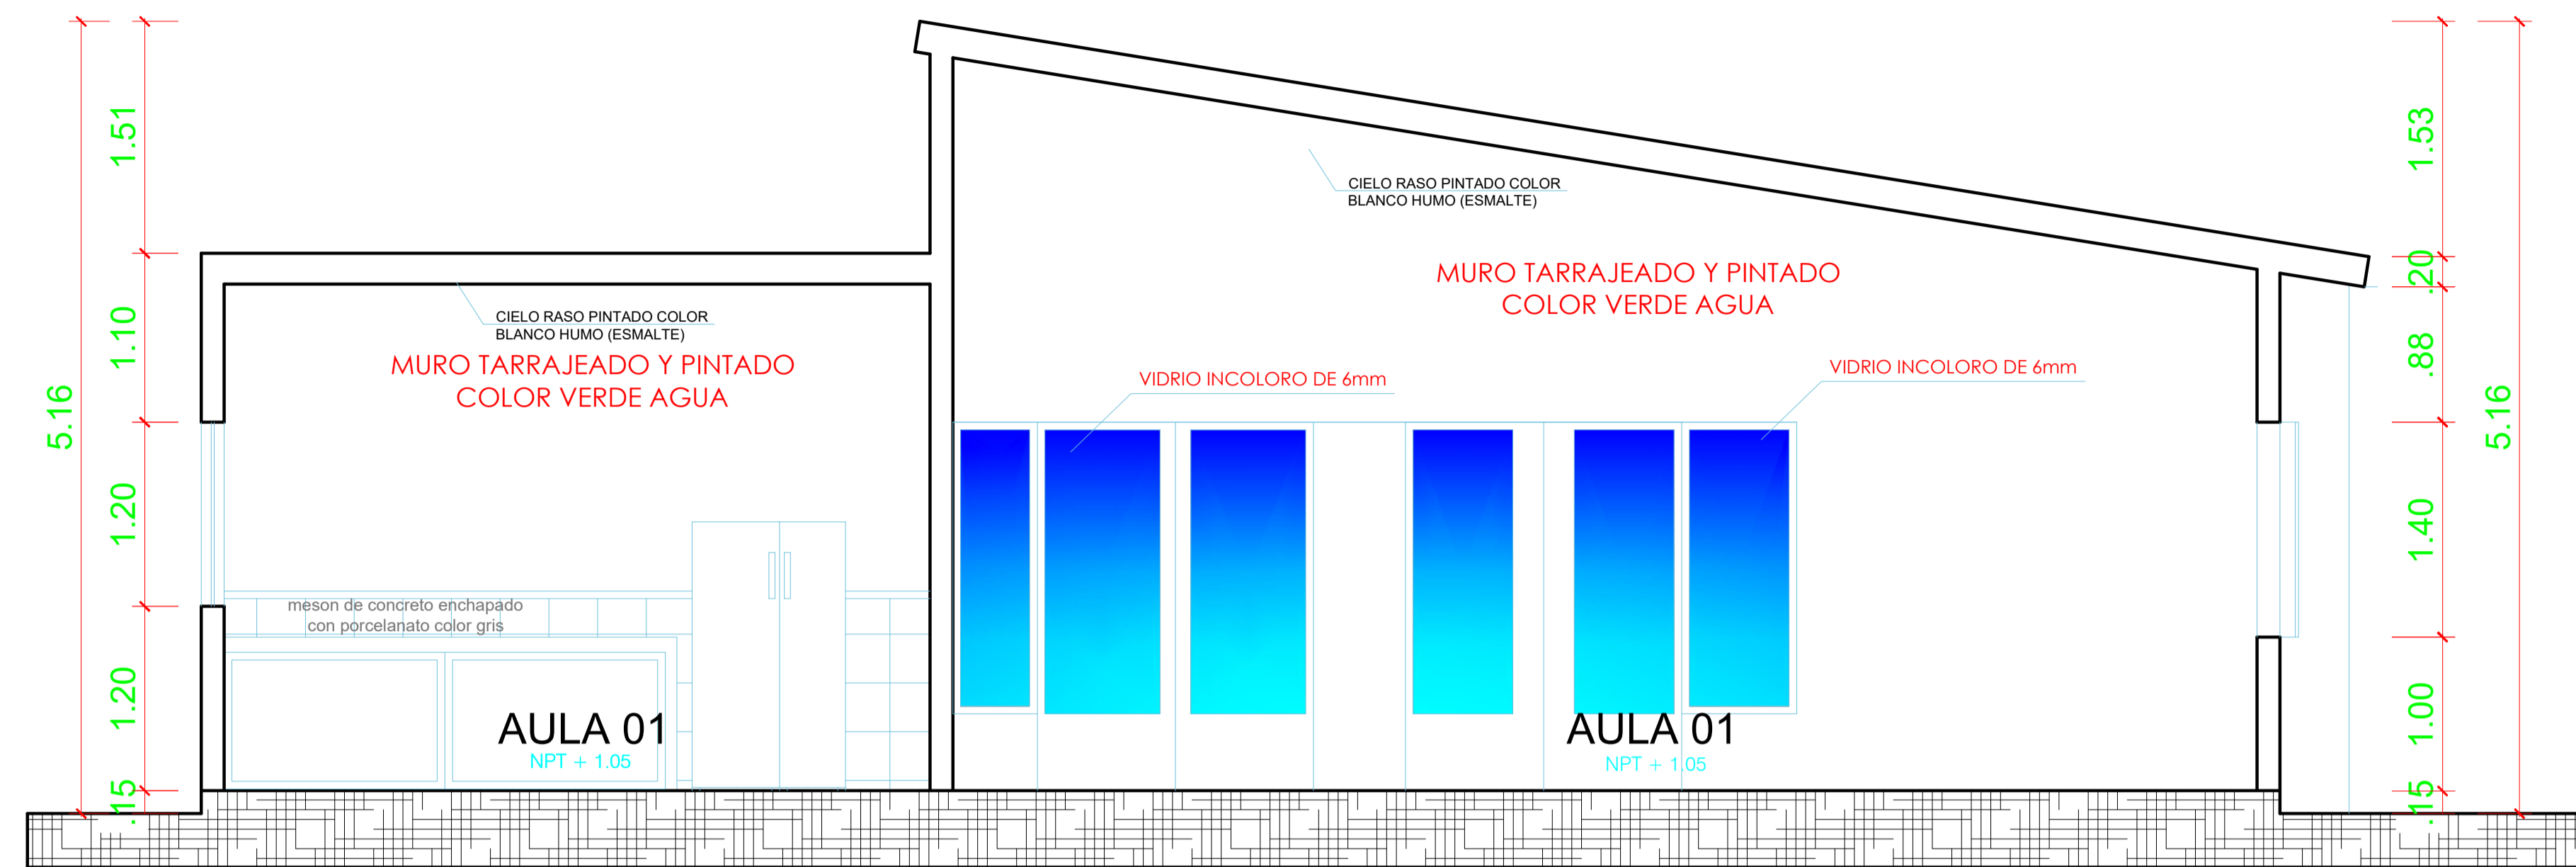 5.16
1.51
1.10
1.20
1.20
.15
CIELO RASO PINTADO COLOR
BLANCO HUMO (ESMALTE)
MURO TARRAJEADO Y PINTADO
COLOR VERDE AGUA
meson de concreto enchapado
con porcelanato color gris
AULA 01
NPT + 1.05
CIELO RASO PINTADO COLOR
BLANCO HUMO (ESMALTE)
MURO TARRAJEADO Y PINTADO
COLOR VERDE AGUA
VIDRIO INCOLORO DE 6mm
VIDRIO INCOLORO DE 6mm
AULA 01
NPT + 1.05
1.53
.20
.88
1.40
1.00
.15
5.16